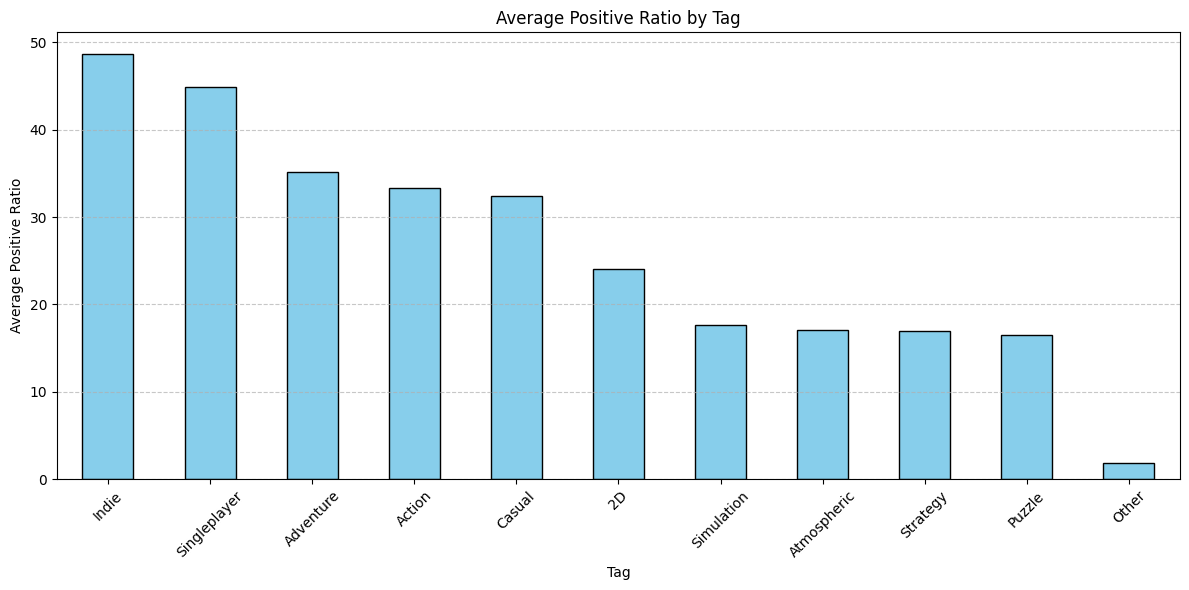 Average Positive Ratio by Tag
Average Positive Ratio
50
40
30
20
10
0
Indie
Singleplayer
Adventure
Action
Casual
2D
Simulation
Atmospheric
Strategy
Puzzle
Other
Tag